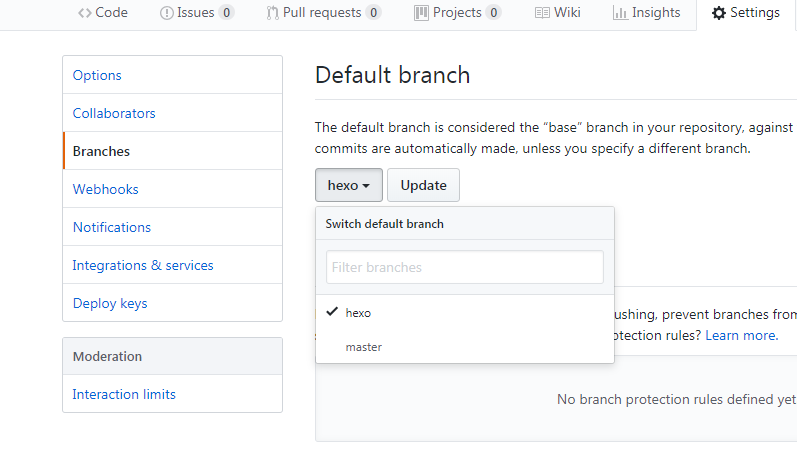 Code Issues 0 Pull requests 0 Projects 0 Wiki Insights Settings
Options
Collaborators
Branches
Webhooks
Notifications
Integrations & services
Deploy keys
Moderation
Interaction limits
Default branch
The default branch is considered the “base” branch in your repository, against
commits are automatically made, unless you specify a different branch.
hexo Update
Switch default branch
Filter branches
hexo
master
ushing, prevent branches from
otection rules? Learn more.
No branch protection rules defined yet